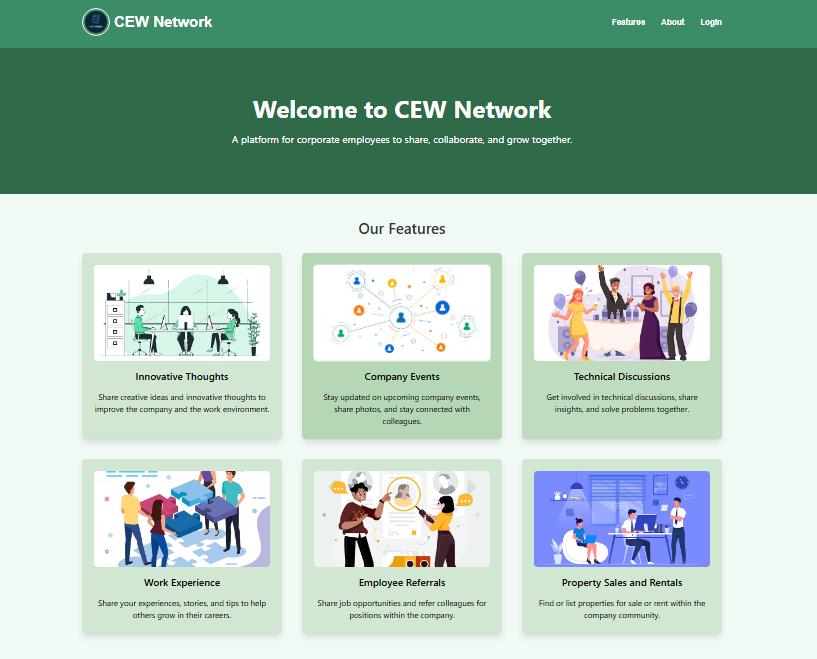 CEW Network
Features About Login
Welcome to CEW Network
A platform for corporate employees to share, collaborate, and grow together.
Our Features
Innovative Thoughts
Share creative ideas and innovative thoughts to
improve the company and the work environment.
Company Events
Stay updated on upcoming company events,
share photos, and stay connected with
colleagues.
Technical Discussions
Get involved in technical discussions, share
insights, and solve problems together.
Work Experience
Share your experiences, stories, and tips to help
others grow in their careers.
Employee Referrals
Share job opportunities and refer colleagues for
positions within the company.
Property Sales and Rentals
Find or list properties for sale or rent within the
company community.